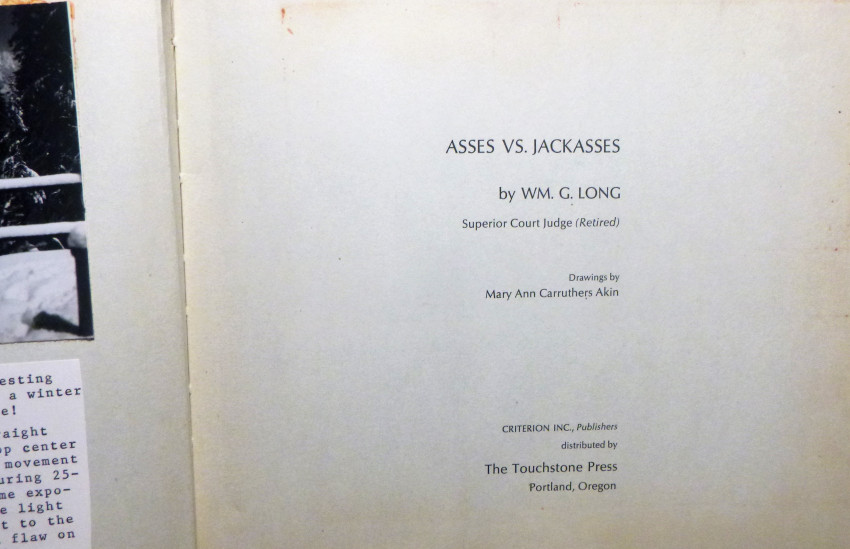 esting
a winter
e!
aight
center
movement
uring 25-
me expo-
e light
t to the
flaw on
ASSES VS. JACKASSES
by WM. G. LONG
Superior Court Judge (Retired)
Drawings by
Mary Ann Carruthers Akin
CRITERION INC., Publishers
distributed by
The Touchstone Press
Portland, Oregon